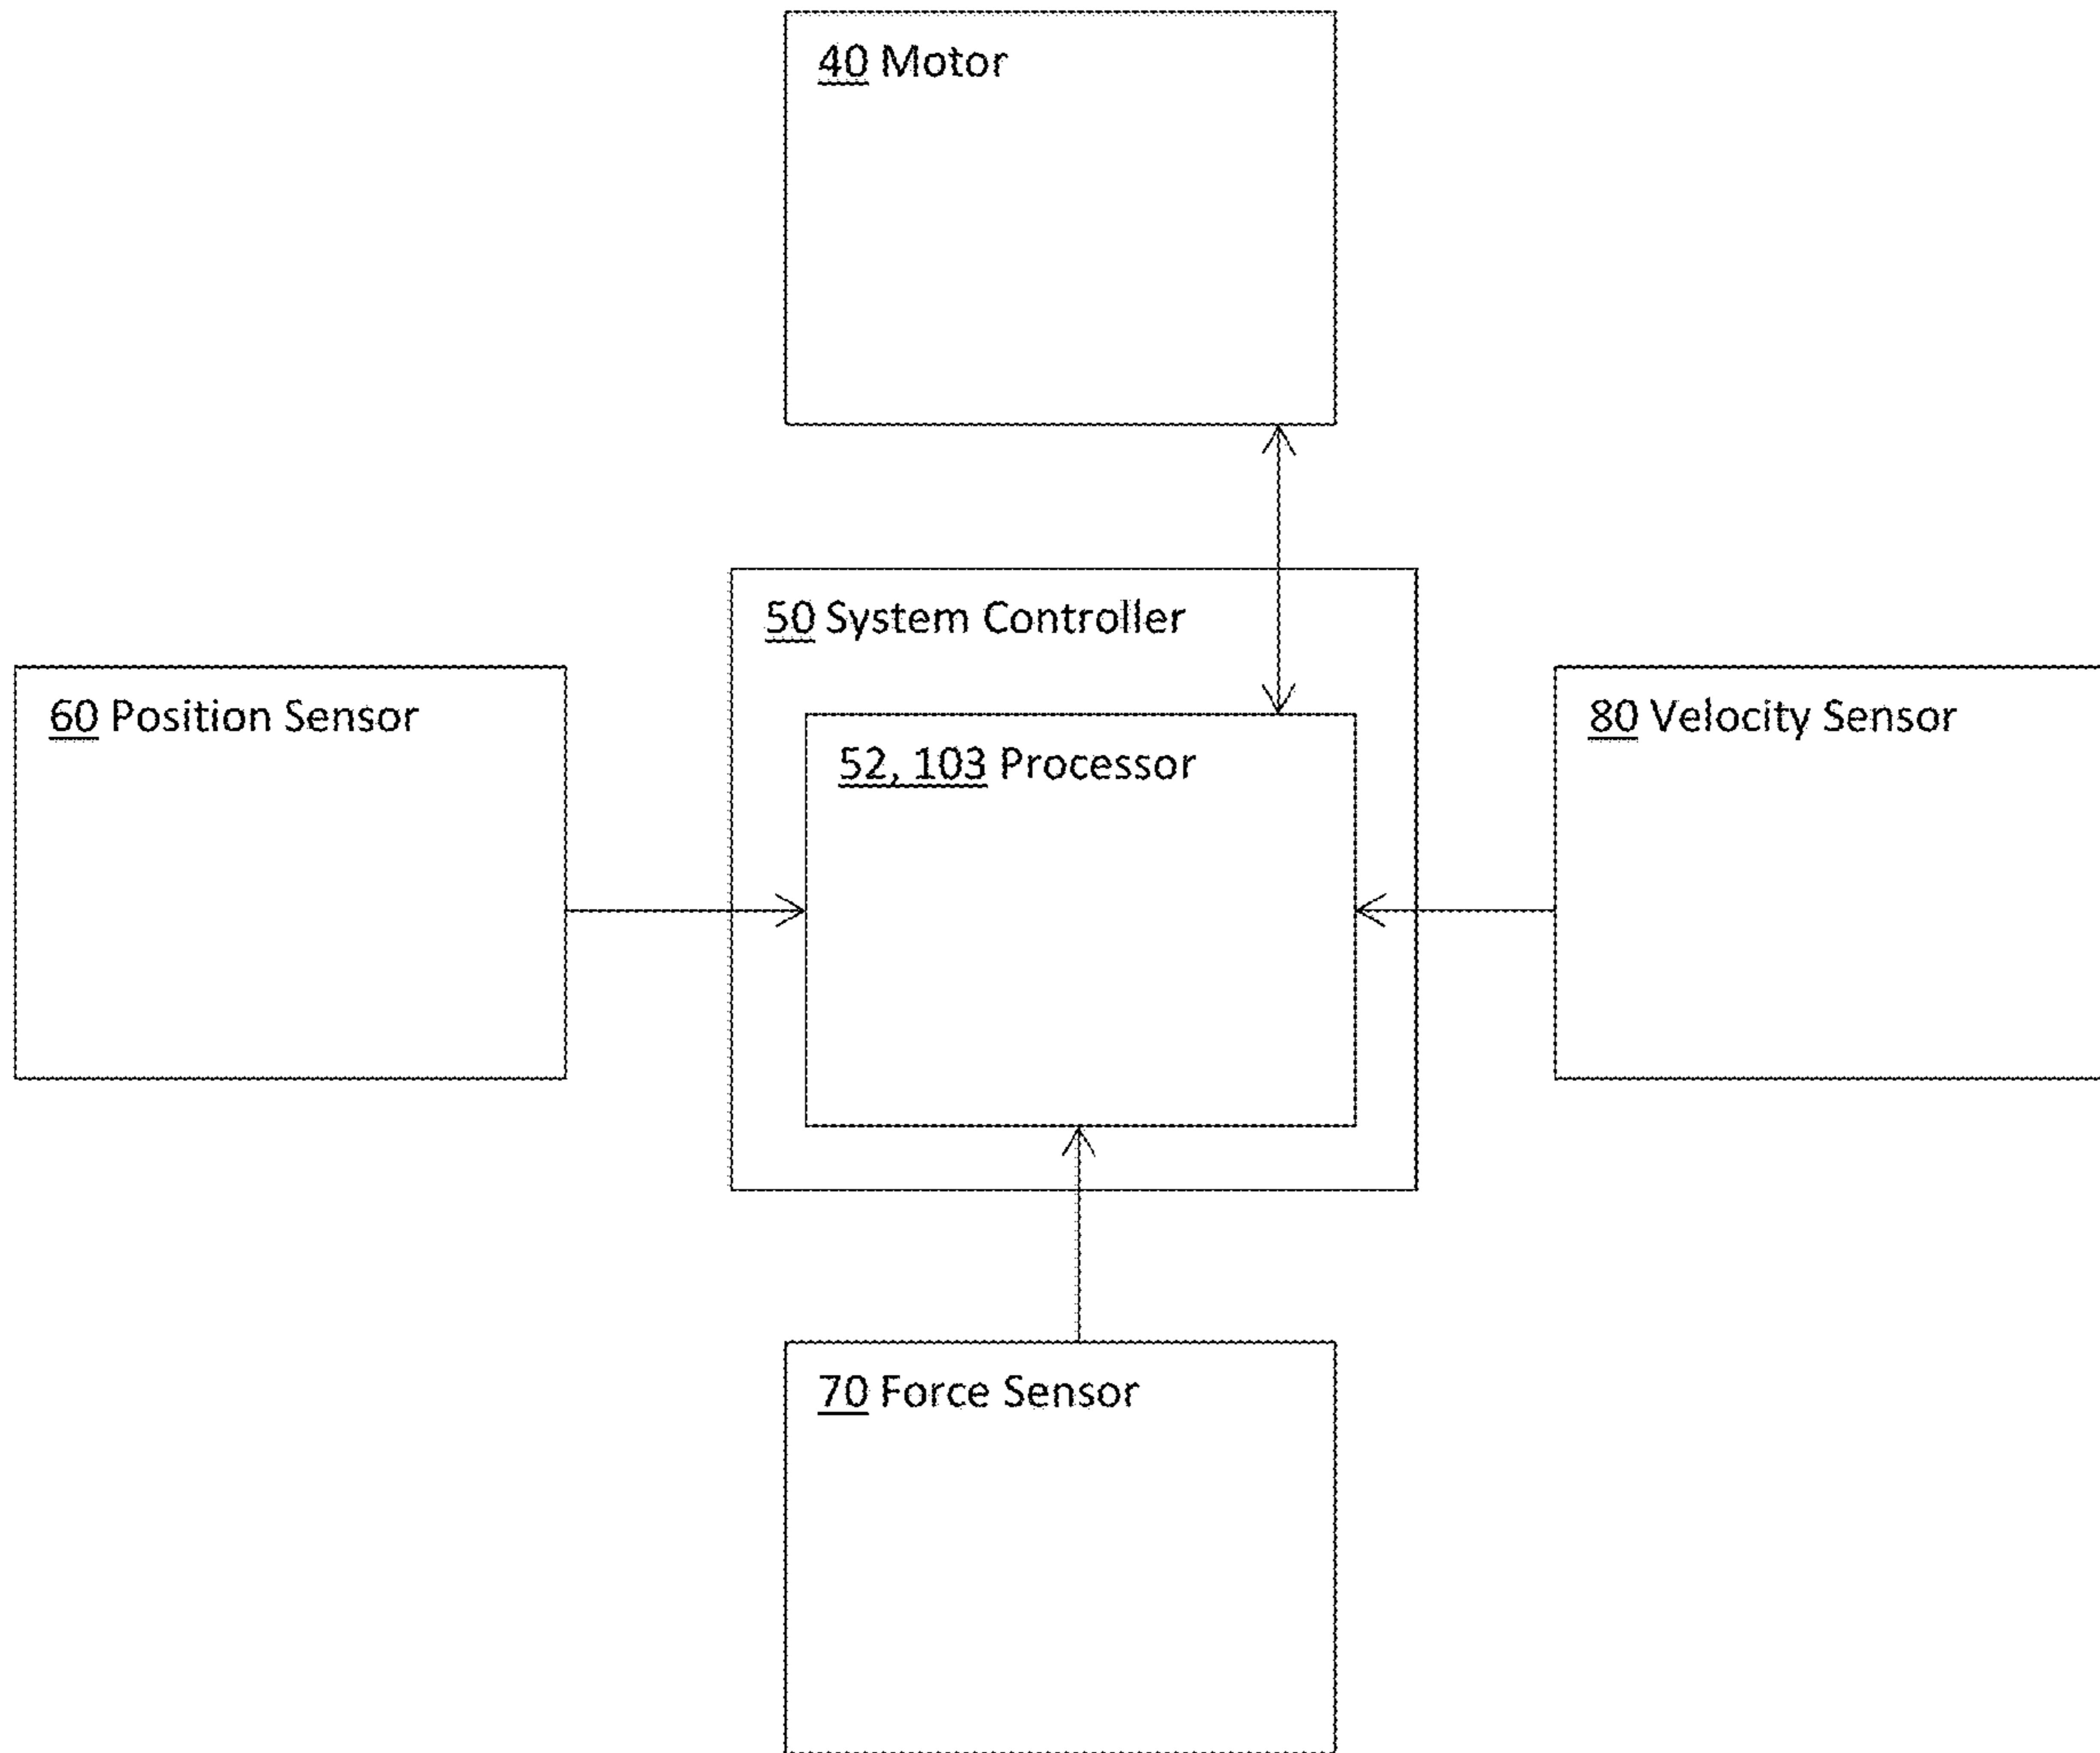 40 Motor
50 System Controller
60 Position Sensor
80 Velocity Sensor
52, 103 Processor
70 Force Sensor